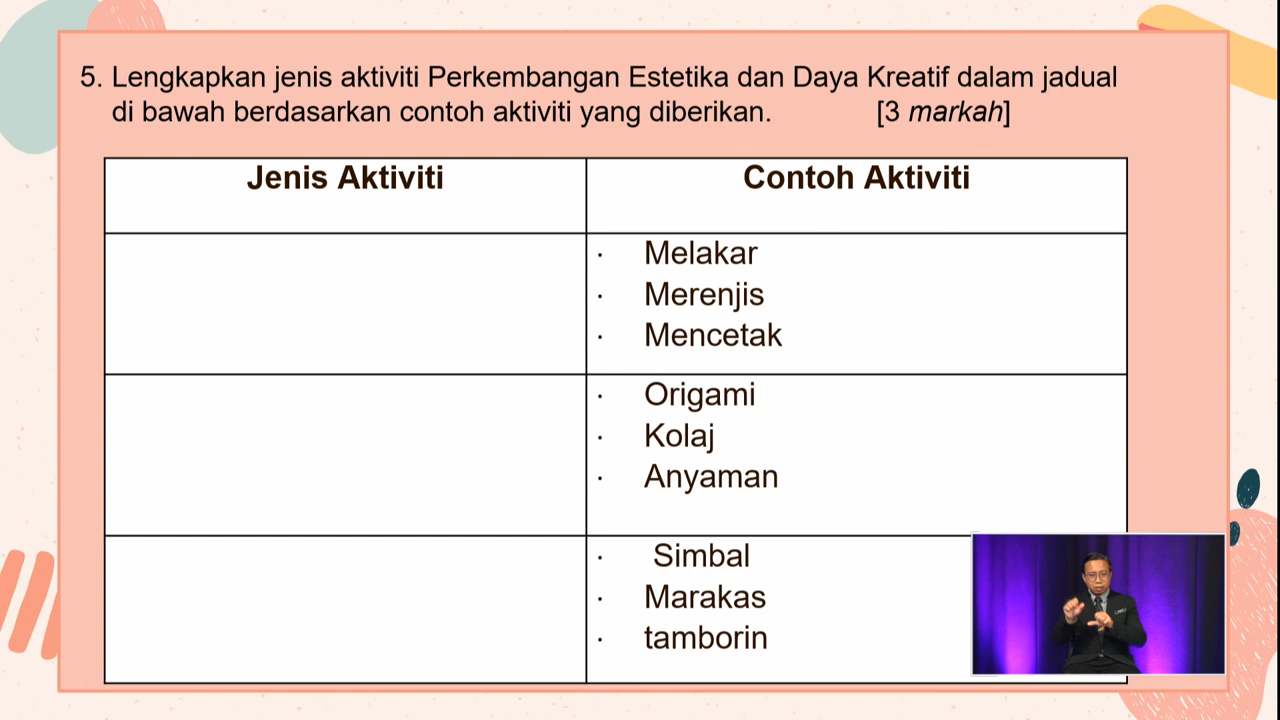 5. Lengkapkan jenis aktiviti Perkembangan Estetika dan Daya Kreatif dalam jadual
di bawah berdasarkan contoh aktiviti yang diberikan. [3 markah]
Jenis Aktiviti
Contoh Aktiviti
· Melakar
· Merenjis
· Mencetak
· Origami
· Kolaj
· Anyaman
· Simbal
· Marakas
· tamborin